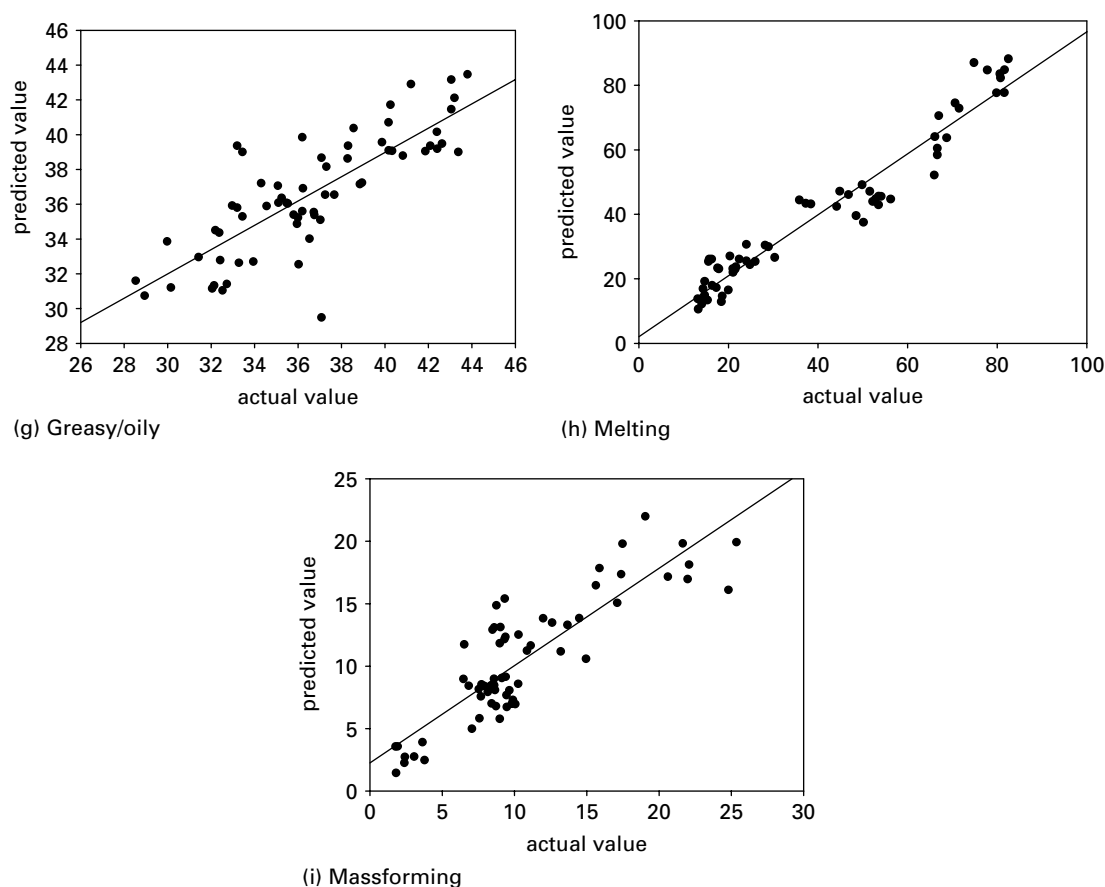 46
44
42
40
38
36
34
32
30
28
predicted value
26 28 30 32 34 36 38 40 42 44 46
actual value
(g) Greasy/oily
100
80
60
40
20
0
predicted value
0 20 40 60 80 100
actual value
(h) Melting
25
20
15
10
5
0
predicted value
0 5 10 15 20 25 30
actual value
(i) Massforming